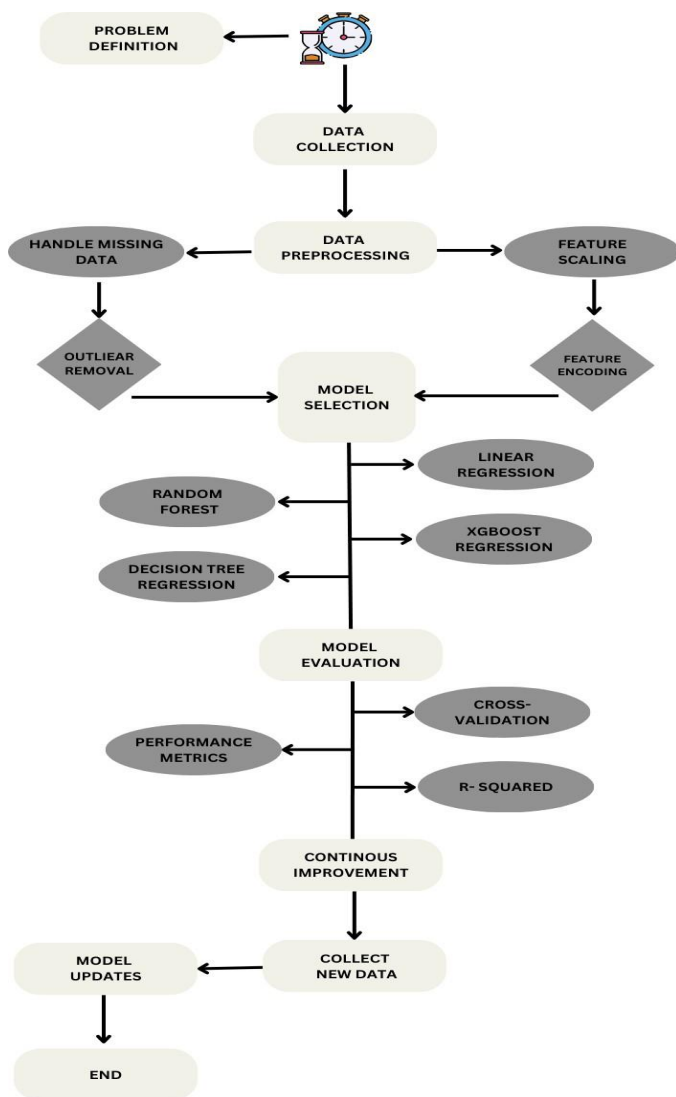 PROBLEM
DEFINITION
DATA
COLLECTION
HANDLE MISSING
DATA
DATA
PREPROCESSING
FEATURE
SCALING
OUTLIEAR
REMOVAL
MODEL
SELECTION
FEATURE
ENCODING
LINEAR
REGRESSION
RANDOM
FOREST
XGBOOST
REGRESSION
DECISION TREE
REGRESSION
MODEL
EVALUATION
CROSS-
VALIDATION
PERFORMANCE
METRICS
R- SQUARED
CONTINOUS
IMPROVEMENT
MODEL
UPDATES
COLLECT
NEW DATA
END